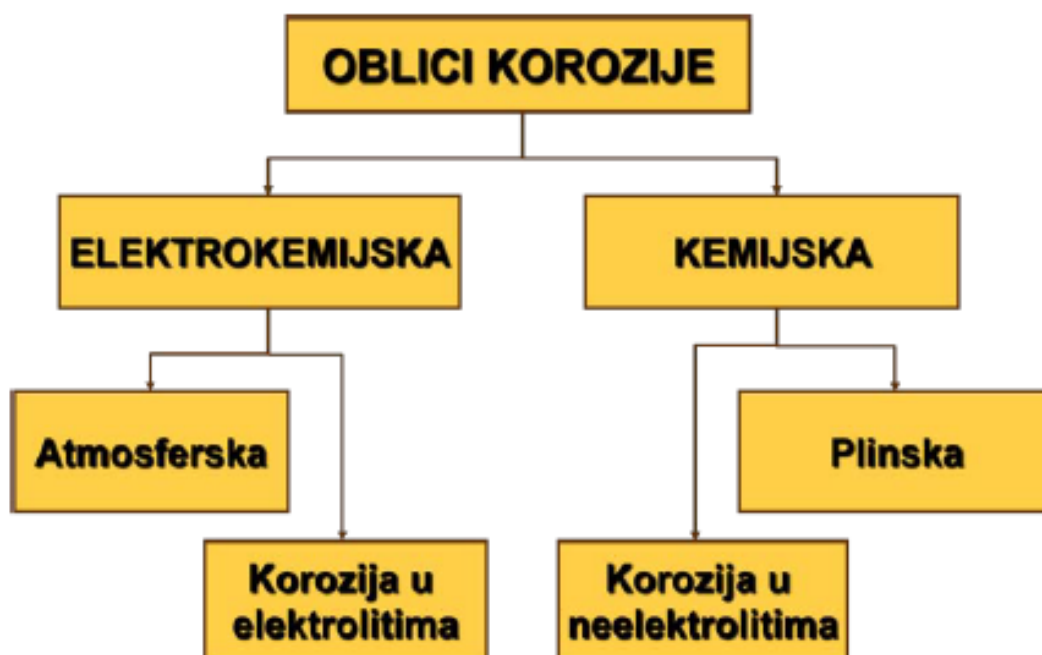 OBLICI KOROZIJE
ELEKTROKEMIJSKA
KEMIJSKA
Atmosferska
Plinska
Korozija u
elektrolitima
Korozija u
neelektrolitima